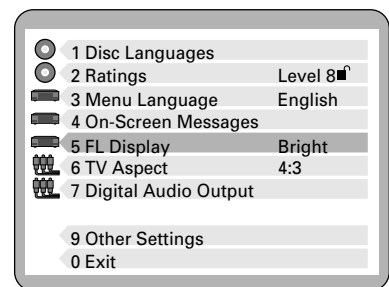 1 Disc Languages
2 Ratings Level 8
3 Menu Language English
4 On-Screen Messages
5 FL Display Bright
6 TV Aspect 4:3
7 Digital Audio Output
9 Other Settings
0 Exit